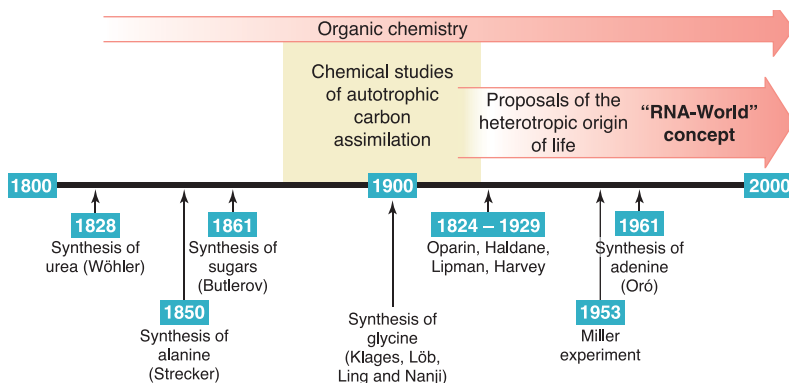 Organic chemistry
Chemical studies
of autotrophic
carbon
assimilation
Proposals of the
heterotropic origin
of life
“RNA-World”
concept
1800
1900
2000
1828
Synthesis of
urea (Wöhler)
1850
Synthesis of
alanine
(Strecker)
1861
Synthesis of
sugars
(Butlerov)
Synthesis of
glycine
(Klages, Löb,
Ling and Nanji)
1824 – 1929
Oparin, Haldane,
Lipman, Harvey
1953
Miller
experiment
1961
Synthesis of
adenine
(Oró)